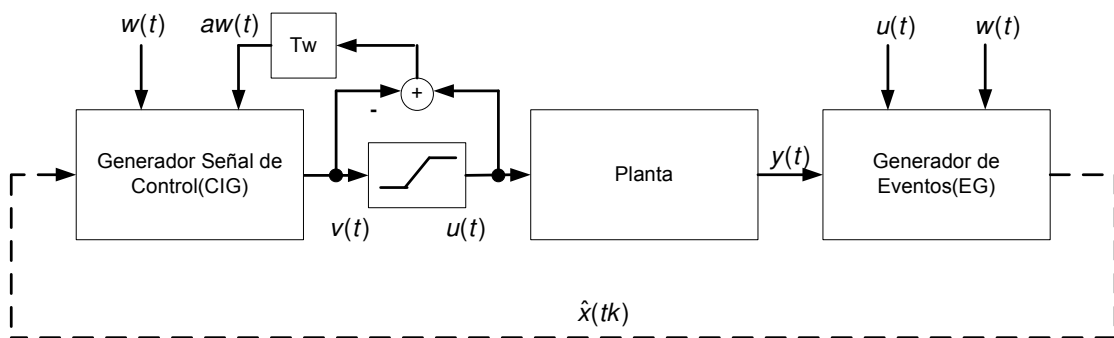 w(t)
aw(t)
Tw
+
-
Generador Señal de
Control(CIG)
v(t)
u(t)
Planta
y(t)
u(t)
w(t)
Generador de
Eventos(EG)
x̂(tk)